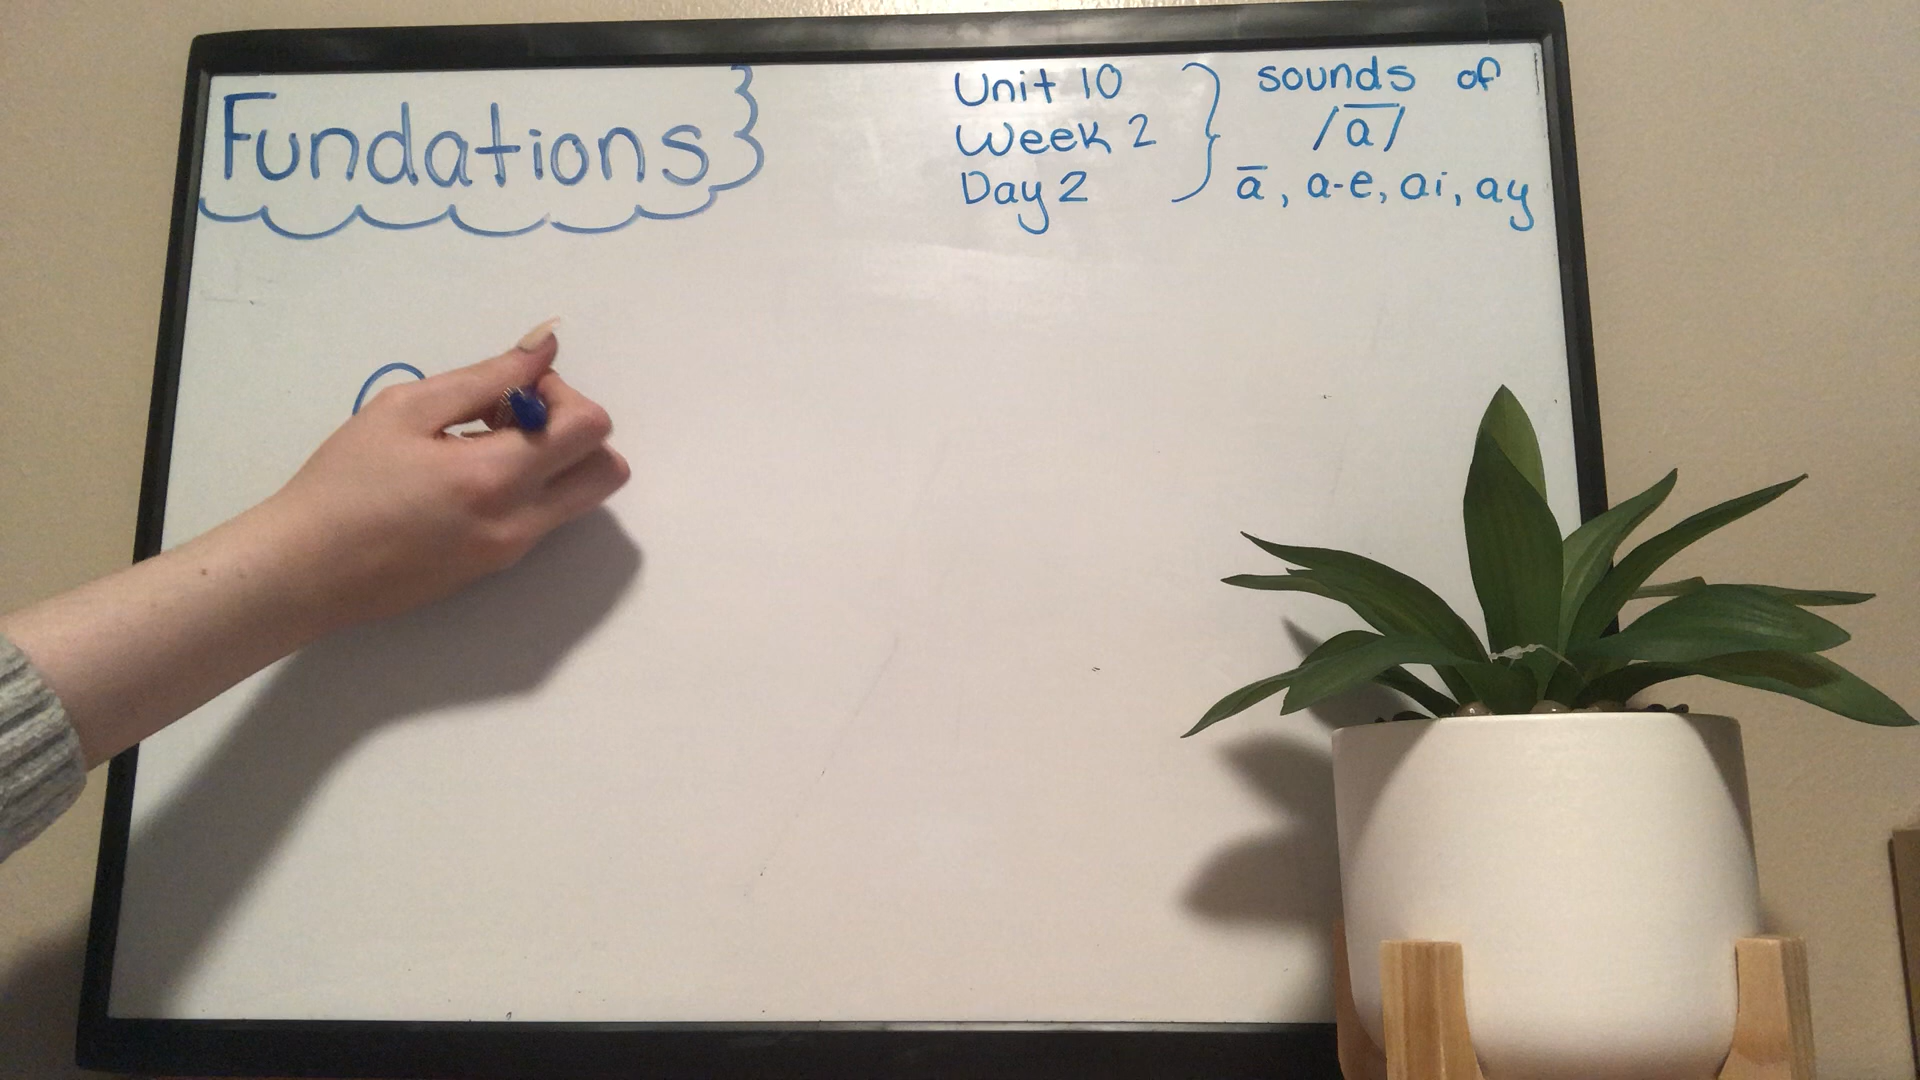 Fundations
Unit 10
Week 2
Day 2
sounds of
/ā/
ā, a-e, ai, ay